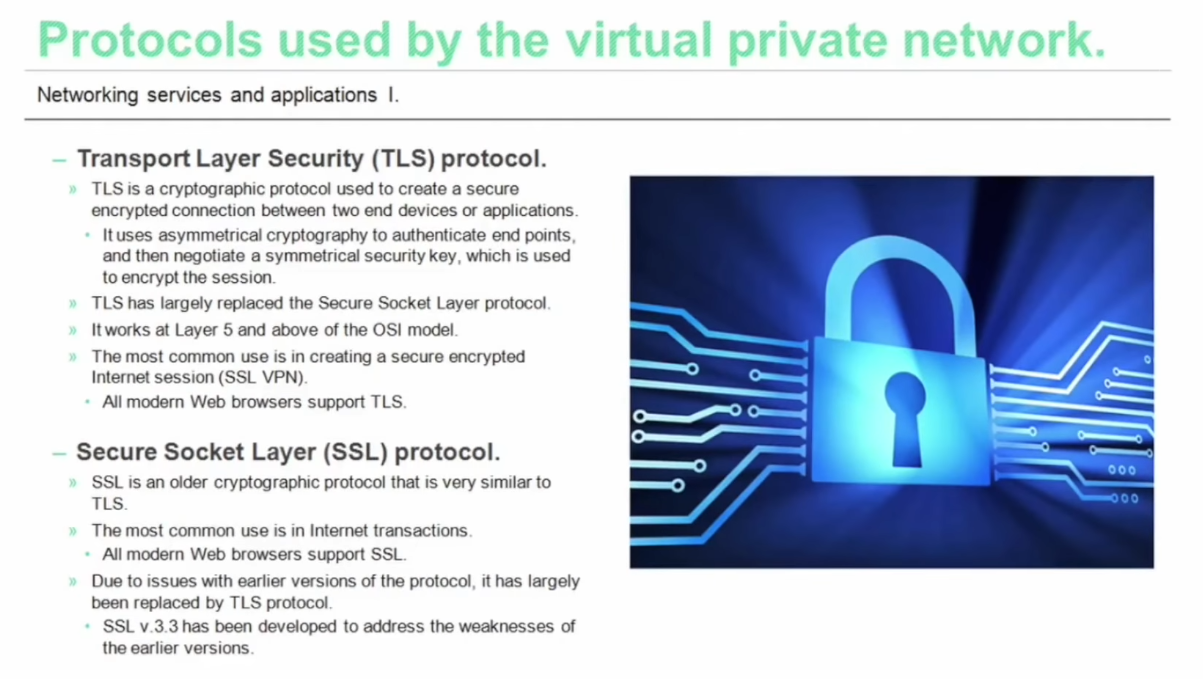 Protocols used by the virtual private network.
Networking services and applications I.
– Transport Layer Security (TLS) protocol.
» TLS is a cryptographic protocol used to create a secure
encrypted connection between two end devices or applications.
• It uses asymmetrical cryptography to authenticate end points,
and then negotiate a symmetrical security key, which is used
to encrypt the session.
» TLS has largely replaced the Secure Socket Layer protocol.
» It works at Layer 5 and above of the OSI model.
» The most common use is in creating a secure encrypted
Internet session (SSL VPN).
• All modern Web browsers support TLS.
– Secure Socket Layer (SSL) protocol.
» SSL is an older cryptographic protocol that is very similar to
TLS.
» The most common use is in Internet transactions.
• All modern Web browsers support SSL.
» Due to issues with earlier versions of the protocol, it has largely
been replaced by TLS protocol.
• SSL v.3.3 has been developed to address the weaknesses of
the earlier versions.